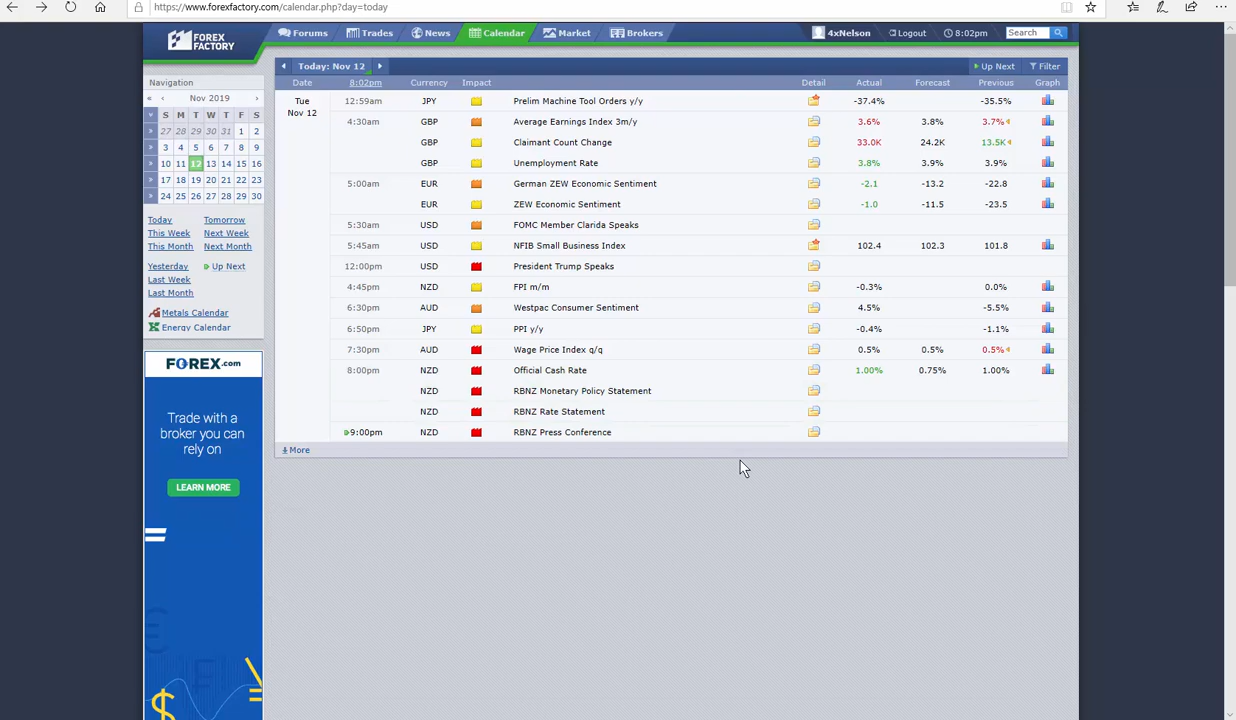 https://www.forexfactory.com/calendar.php?day=today
FOREX FACTORY
Forums Trades News Calendar Market Brokers 4xNelson Logout 8:02pm Search
Navigation
« ‹ Nov 2019 ›
S M T W T F S
27 28 29 30 31 1 2
3 4 5 6 7 8 9
10 11 12 13 14 15 16
17 18 19 20 21 22 23
24 25 26 27 28 29 30
Today Tomorrow
This Week Next Week
This Month Next Month
Yesterday Up Next
Last Week
Last Month
Metals Calendar
Energy Calendar
FOREX.com
Trade with a
broker you can
rely on
LEARN MORE
Today: Nov 12 Up Next Filter
Date 8:02pm Currency Impact Detail Actual Forecast Previous Graph
Tue
Nov 12
12:59am JPY Prelim Machine Tool Orders y/y -37.4% -35.5%
4:30am GBP Average Earnings Index 3m/y 3.6% 3.8% 3.7%
GBP Claimant Count Change 33.0K 24.2K 13.5K
GBP Unemployment Rate 3.8% 3.9% 3.9%
5:00am EUR German ZEW Economic Sentiment -2.1 -13.2 -22.8
EUR ZEW Economic Sentiment -1.0 -11.5 -23.5
5:30am USD FOMC Member Clarida Speaks
5:45am USD NFIB Small Business Index 102.4 102.3 101.8
12:00pm USD President Trump Speaks
4:45pm NZD FPI m/m -0.3% 0.0%
6:30pm AUD Westpac Consumer Sentiment 4.5% -5.5%
6:50pm JPY PPI y/y -0.4% -1.1%
7:30pm AUD Wage Price Index q/q 0.5% 0.5% 0.5%
8:00pm NZD Official Cash Rate 1.00% 0.75% 1.00%
NZD RBNZ Monetary Policy Statement
NZD RBNZ Rate Statement
9:00pm NZD RBNZ Press Conference
More